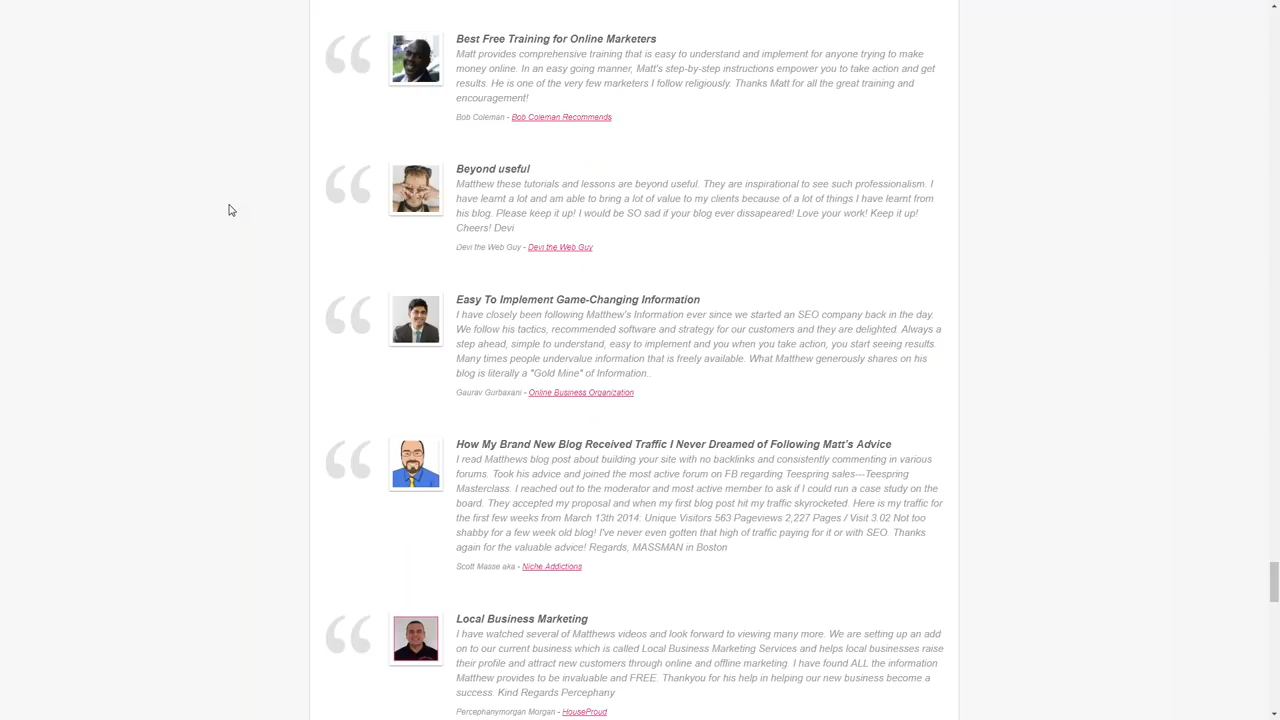 Best Free Training for Online Marketers
Matt provides comprehensive training that is easy to understand and implement for anyone trying to make
money online. In an easy going manner, Matt's step-by-step instructions empower you to take action and get
results. He is one of the very few marketers I follow religiously. Thanks Matt for all the great training and
encouragement!
Bob Coleman - Bob Coleman Recommends
Beyond useful
Matthew these tutorials and lessons are beyond useful. They are inspirational to see such professionalism. I
have learnt a lot and am able to bring a lot of value to my clients because of a lot of things I have learnt from
his blog. Please keep it up! I would be SO sad if your blog ever dissapeared! Love your work! Keep it up!
Cheers! Devi
Devi the Web Guy - Devi the Web Guy
Easy To Implement Game-Changing Information
I have closely been following Matthew's Information ever since we started an SEO company back in the day.
We follow his tactics, recommended software and strategy for our customers and they are delighted. Always a
step ahead, simple to understand, easy to implement and you when you take action, you start seeing results.
Many times people undervalue information that is freely available. What Matthew generously shares on his
blog is literally a "Gold Mine" of Information..
Gaurav Gurbaxani - Online Business Organization
How My Brand New Blog Received Traffic I Never Dreamed of Following Matt's Advice
I read Matthews blog post about building your site with no backlinks and consistently commenting in various
forums. Took his advice and joined the most active forum on FB regarding Teespring sales---Teespring
Masterclass. I reached out to the moderator and most active member to ask if I could run a case study on the
board. They accepted my proposal and when my first blog post hit my traffic skyrocketed. Here is my traffic for
the first few weeks from March 13th 2014: Unique Visitors 563 Pageviews 2,227 Pages / Visit 3.02 Not too
shabby for a few week old blog! I've never even gotten that high of traffic paying for it or with SEO. Thanks
again for the valuable advice! Regards, MASSMAN in Boston
Scott Masse aka - Niche Addictions
Local Business Marketing
I have watched several of Matthews videos and look forward to viewing many more. We are setting up an add
on to our current business which is called Local Business Marketing Services and helps local businesses raise
their profile and attract new customers through online and offline marketing. I have found ALL the information
Matthew provides to be invaluable and FREE. Thankyou for his help in helping our new business become a
success. Kind Regards Percephany
Percephanymorgan Morgan - HouseProud